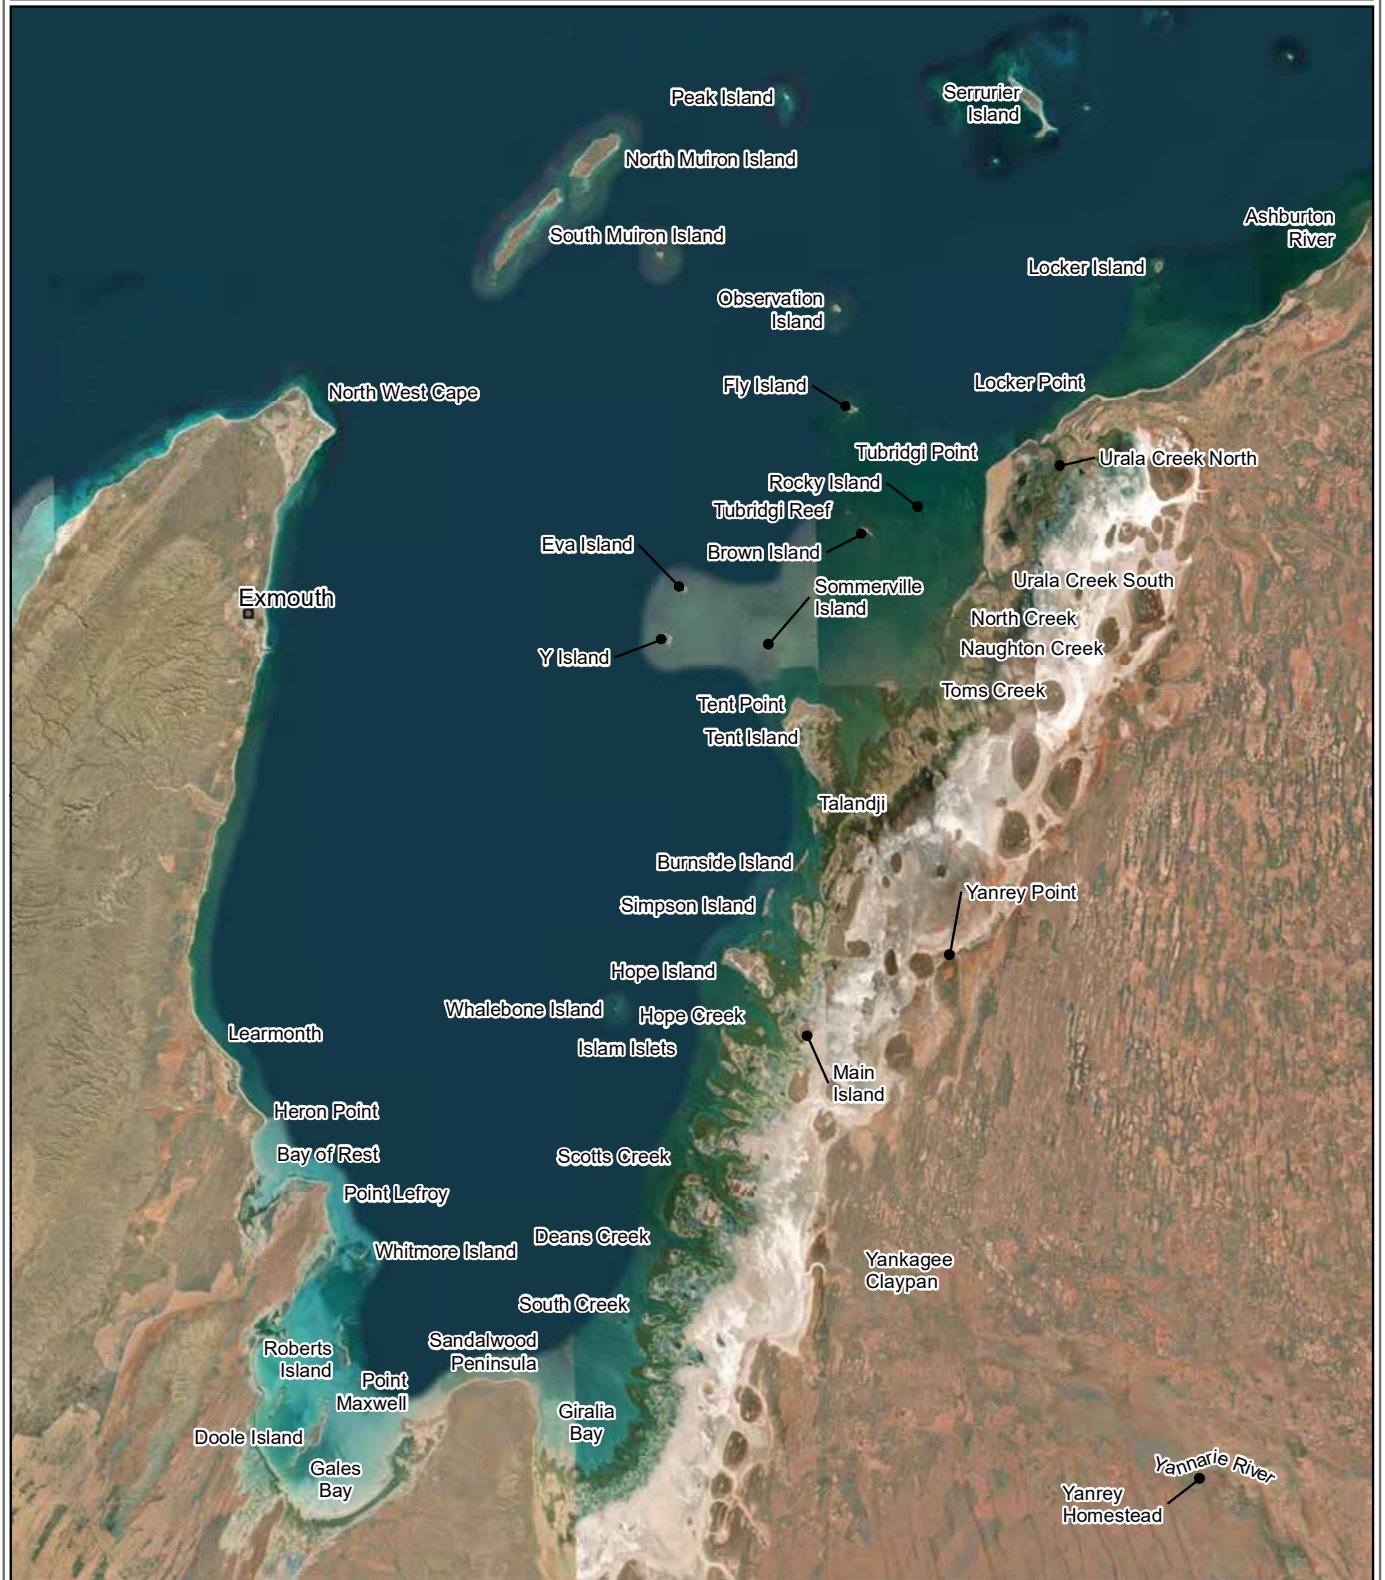 Peak Island
Serrurier
Island
North Muiron Island
South Muiron Island
Ashburton
River
Locker Island
Observation
Island
Fly Island
Locker Point
North West Cape
Tubridgi Point
Urala Creek North
Rocky Island
Tubridgi Reef
Eva Island
Brown Island
Urala Creek South
Sommerville
Island
Exmouth
North Creek
Naughton Creek
Y Island
Toms Creek
Tent Point
Tent Island
Talandji
Burnside Island
Yanrey Point
Simpson Island
Hope Island
Whalebone Island
Hope Creek
Learmonth
Islam Islets
Main
Island
Heron Point
Bay of Rest
Scotts Creek
Point Lefroy
Deans Creek
Whitmore Island
Yankagee
Claypan
South Creek
Sandalwood
Peninsula
Roberts
Island
Point
Maxwell
Giralia
Bay
Doole Island
Gales
Bay
Yannarie River
Yanrey
Homestead